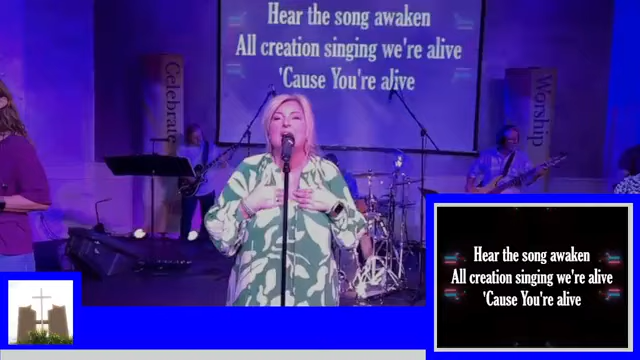 Hear the song awaken
All creation singing we're alive
'Cause You're alive
Celebrate
Worship
Hear the song awaken
All creation singing we're alive
'Cause You're alive